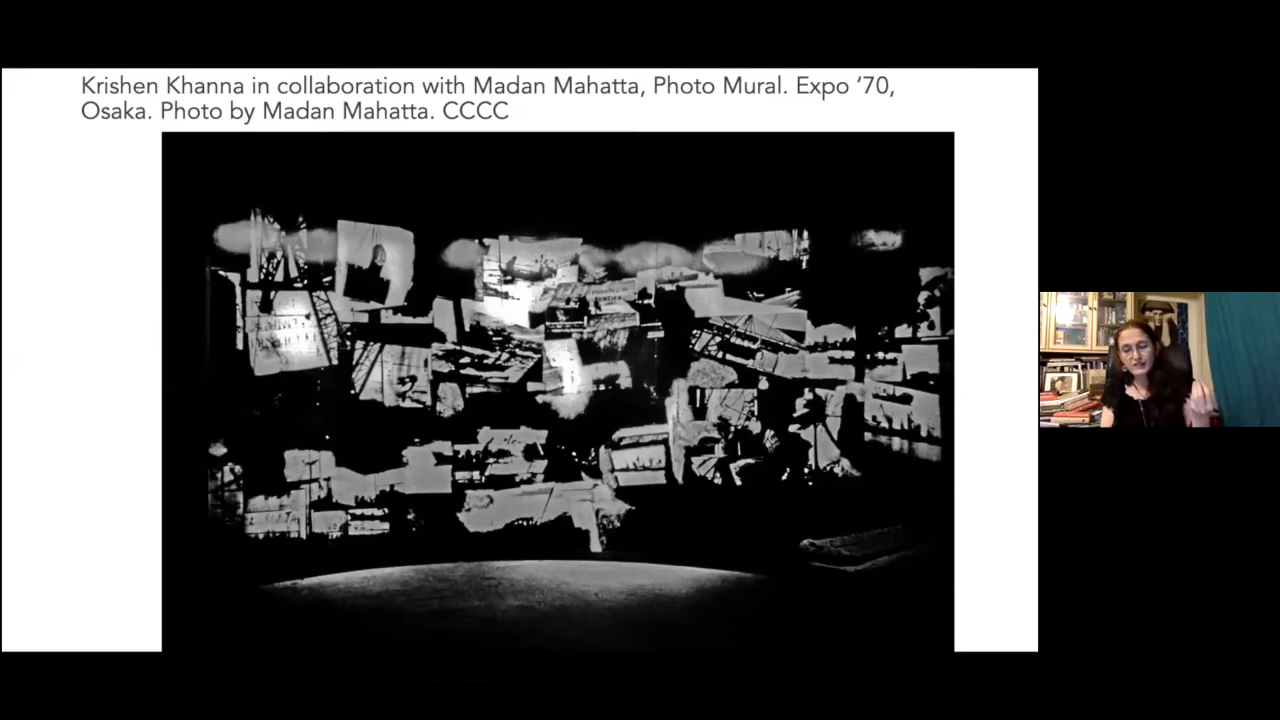 Krishen Khanna in collaboration with Madan Mahatta, Photo Mural. Expo ’70,
Osaka. Photo by Madan Mahatta. CCCC